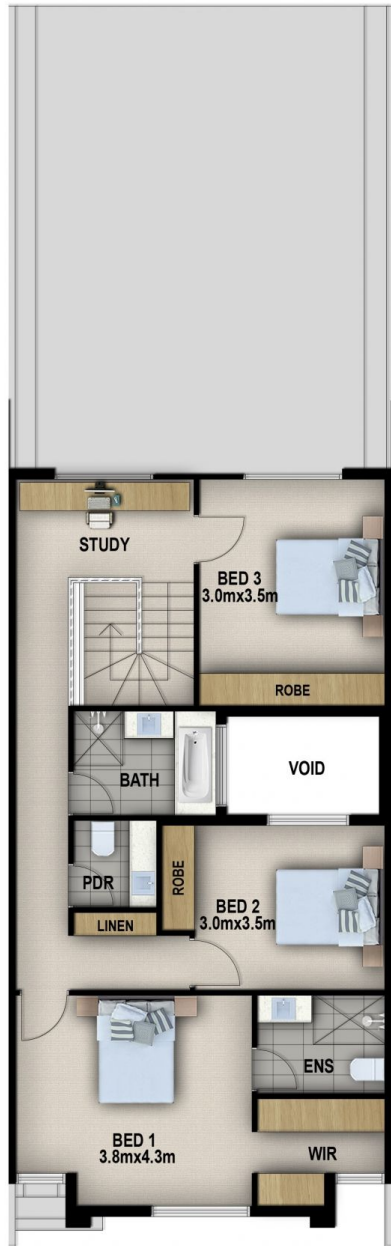 STUDY
BED 3
3.0mx3.5m
ROBE
BATH
VOID
PDR
ROBE
BED 2
3.0mx3.5m
LINEN
ENS
BED 1
3.8mx4.3m
WIR